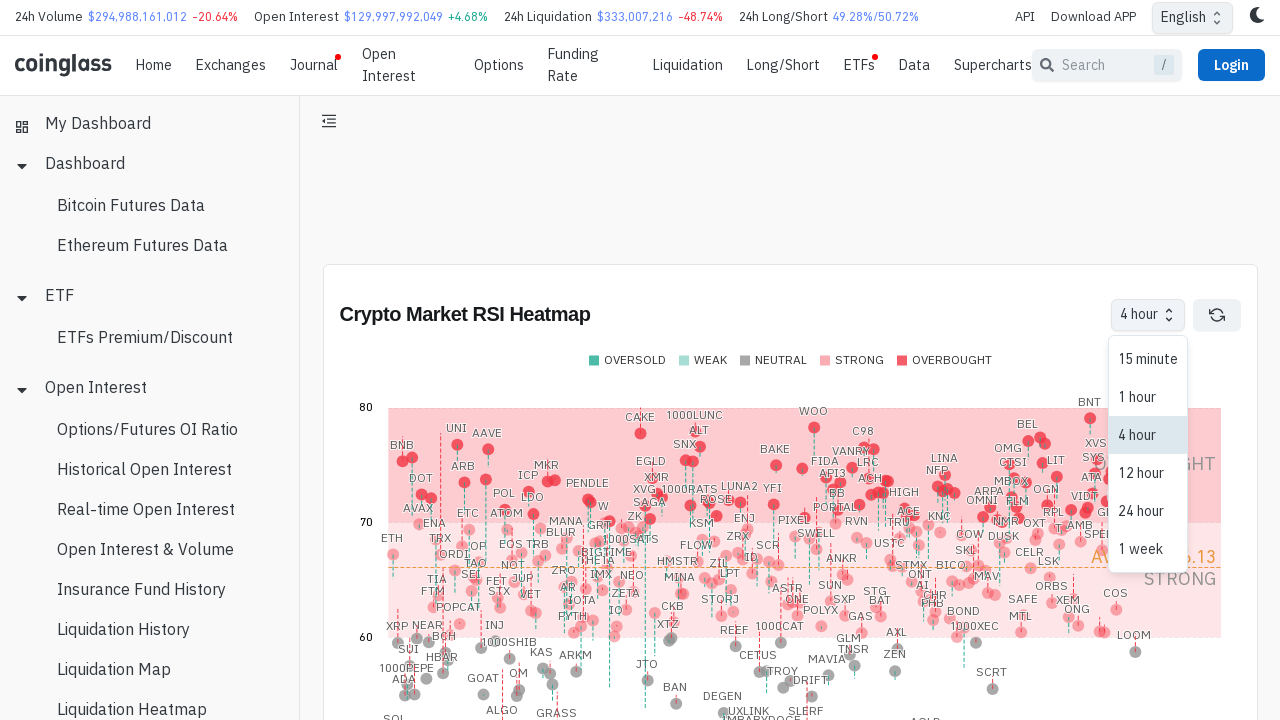 24h Volume $294,988,161,012 -20.64% Open Interest $129,997,992,049 +4.68% 24h Liquidation $333,007,216 -48.74% 24h Long/Short 49.28%/50.72% API Download APP English
coinglass Home Exchanges Journal Open Interest Options Funding Rate Liquidation Long/Short ETFs Data Supercharts Search / Login
My Dashboard
Dashboard
Bitcoin Futures Data
Ethereum Futures Data
ETF
ETFs Premium/Discount
Open Interest
Options/Futures OI Ratio
Historical Open Interest
Real-time Open Interest
Open Interest & Volume
Insurance Fund History
Liquidation History
Liquidation Map
Liquidation Heatmap
Crypto Market RSI Heatmap
4 hour
15 minute
1 hour
4 hour
12 hour
24 hour
1 week
OVERSOLD WEAK NEUTRAL STRONG OVERBOUGHT
80
BNT
WOO
CAKE 1000LUNC
UNI AAVE ALT C98 BEL
BNB SNX BAKE VANRY OMG XVS
ARB MKR EGLD FIDA LRC LINA CTSI LIT SYS
DOT ICP XMR API3 ACH NFP ATA
POL LDO PENDLE XVG 1000RATS LUNA2 YFI BB HIGH ARPA MBOX OGN
AVAX ETC ATOM W SAGA ROSE PORTAL ACE OMNI FLM RPL VIDT
70
ENA MANA GRT ZK KSM ENJ PIXEL RVN TRU KNC NMR OXT AMB
ETH TRX BLUR 1000SATS ZRX SWELL COW DUSK
ORDI EOS TRB BIGTIME FLOW SCR USTC SKL CELR
TAO NOT ZRO HMSTR ZIL ID ANKR STMX BICO LSK
TIA SEI FET JUP IMX NEO MINA LPT SUN ONT MAV ORBS STRONG
FTM STX VET AR ZETA ASTR STG AI CHR COS
POPCAT IOTA CKB STORJ ONE SXP BAT PHB SAFE XEM
PYTH IO POLYX GAS BOND MTL ONG
60
XRP NEAR INJ XTZ REEF 1000CAT GLM AXL 1000XEC LOOM
SUI BCH 1000SHIB KAS ARKM CETUS MAVIA TNSR ZEN
1000PEPE HBAR JTO TROY SCRT
ADA GOAT OM BAN DRIFT
ALGO GRASS DEGEN UXLINK SLERF